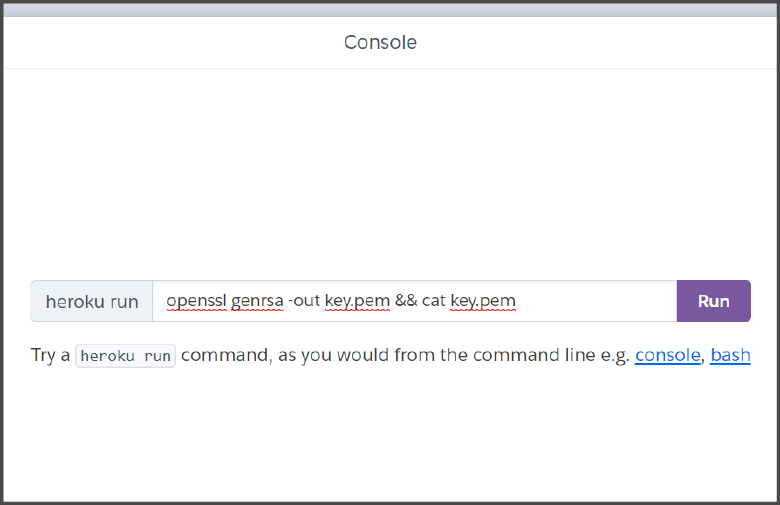 Console
heroku run openssl genrsa -out key.pem && cat key.pem Run
Try a heroku run command, as you would from the command line e.g. console, bash